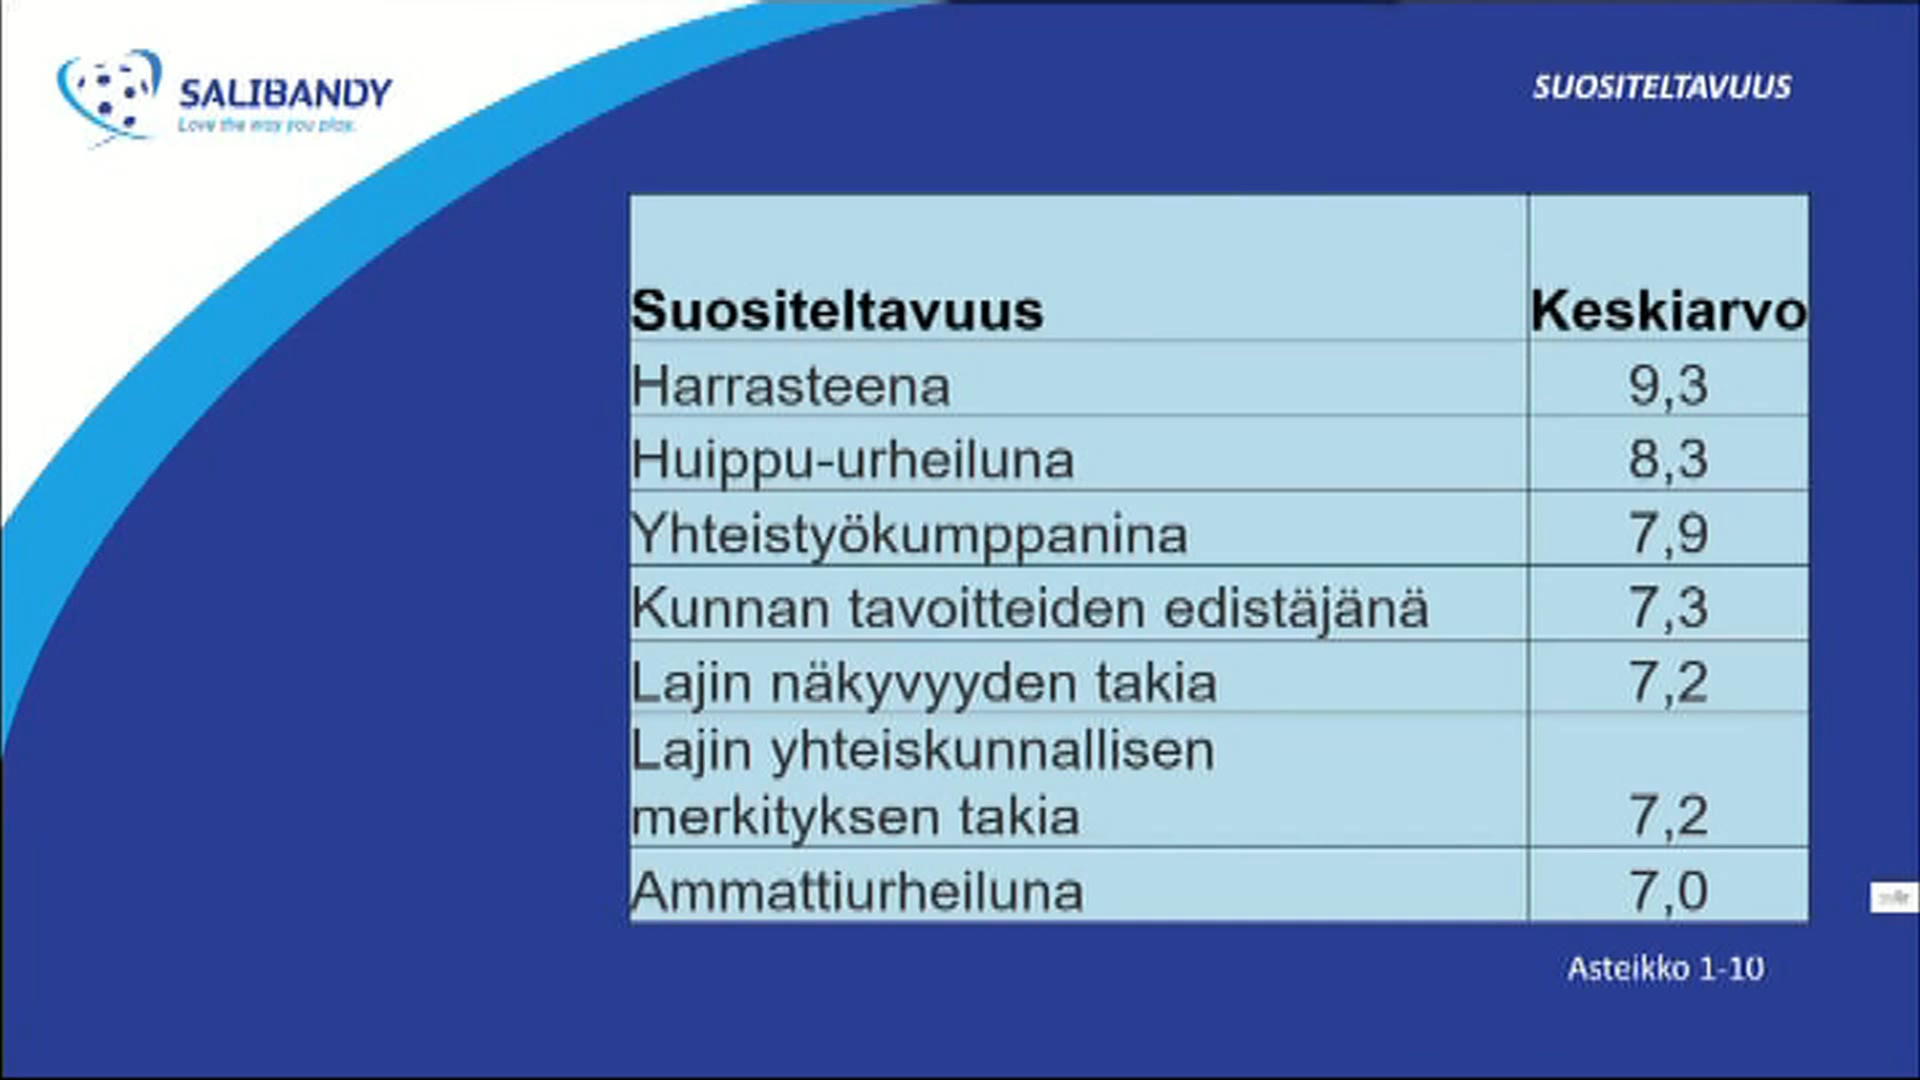 SALIBANDY
Love the way you play.
SUOSITELTAVUUS
Suositeltavuus Keskiarvo
Harrasteena 9,3
Huippu-urheiluna 8,3
Yhteistyökumppanina 7,9
Kunnan tavoitteiden edistäjänä 7,3
Lajin näkyvyyden takia 7,2
Lajin yhteiskunnallisen
merkityksen takia 7,2
Ammattiurheiluna 7,0
Asteikko 1-10